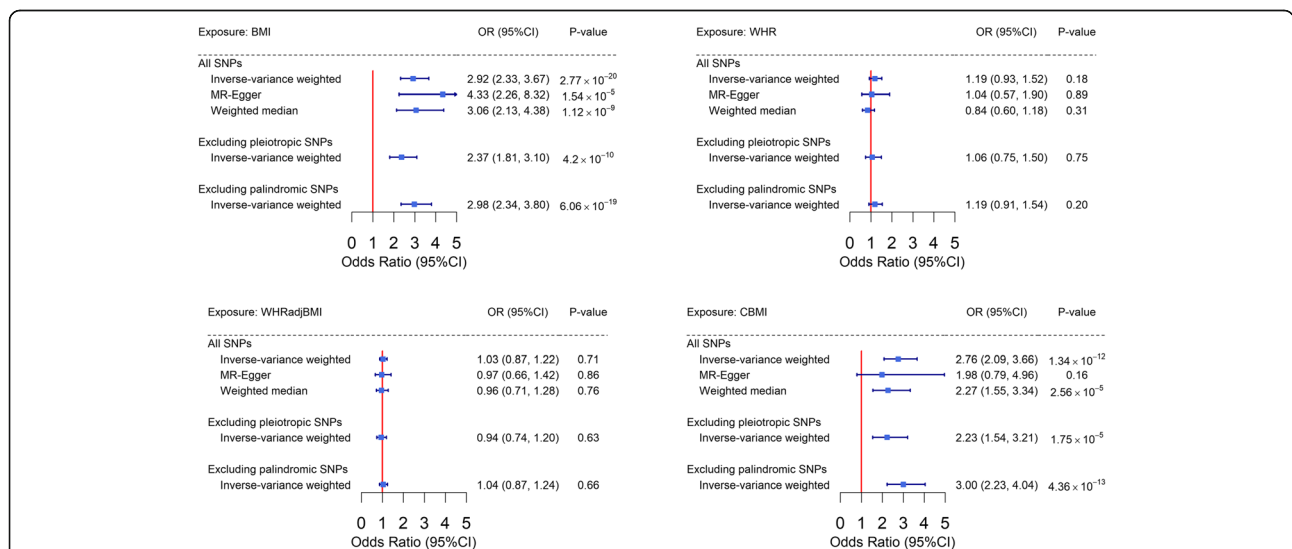 Exposure: BMI OR (95%CI) P-value
All SNPs
Inverse-variance weighted 2.92 (2.33, 3.67) 2.77 × 10⁻²⁰
MR-Egger 4.33 (2.26, 8.32) 1.54 × 10⁻⁵
Weighted median 3.06 (2.13, 4.38) 1.12 × 10⁻⁹
Excluding pleiotropic SNPs
Inverse-variance weighted 2.37 (1.81, 3.10) 4.2 × 10⁻¹⁰
Excluding palindromic SNPs
Inverse-variance weighted 2.98 (2.34, 3.80) 6.06 × 10⁻¹⁹
0 1 2 3 4 5
Odds Ratio (95%CI)
Exposure: WHR OR (95%CI) P-value
All SNPs
Inverse-variance weighted 1.19 (0.93, 1.52) 0.18
MR-Egger 1.04 (0.57, 1.90) 0.89
Weighted median 0.84 (0.60, 1.18) 0.31
Excluding pleiotropic SNPs
Inverse-variance weighted 1.06 (0.75, 1.50) 0.75
Excluding palindromic SNPs
Inverse-variance weighted 1.19 (0.91, 1.54) 0.20
0 1 2 3 4 5
Odds Ratio (95%CI)
Exposure: WHRadjBMI OR (95%CI) P-value
All SNPs
Inverse-variance weighted 1.03 (0.87, 1.22) 0.71
MR-Egger 0.97 (0.66, 1.42) 0.86
Weighted median 0.96 (0.71, 1.28) 0.76
Excluding pleiotropic SNPs
Inverse-variance weighted 0.94 (0.74, 1.20) 0.63
Excluding palindromic SNPs
Inverse-variance weighted 1.04 (0.87, 1.24) 0.66
0 1 2 3 4 5
Odds Ratio (95%CI)
Exposure: CBMI OR (95%CI) P-value
All SNPs
Inverse-variance weighted 2.76 (2.09, 3.66) 1.34 × 10⁻¹²
MR-Egger 1.98 (0.79, 4.96) 0.16
Weighted median 2.27 (1.55, 3.34) 2.56 × 10⁻⁵
Excluding pleiotropic SNPs
Inverse-variance weighted 2.23 (1.54, 3.21) 1.75 × 10⁻⁵
Excluding palindromic SNPs
Inverse-variance weighted 3.00 (2.23, 4.04) 4.36 × 10⁻¹³
0 1 2 3 4 5
Odds Ratio (95%CI)